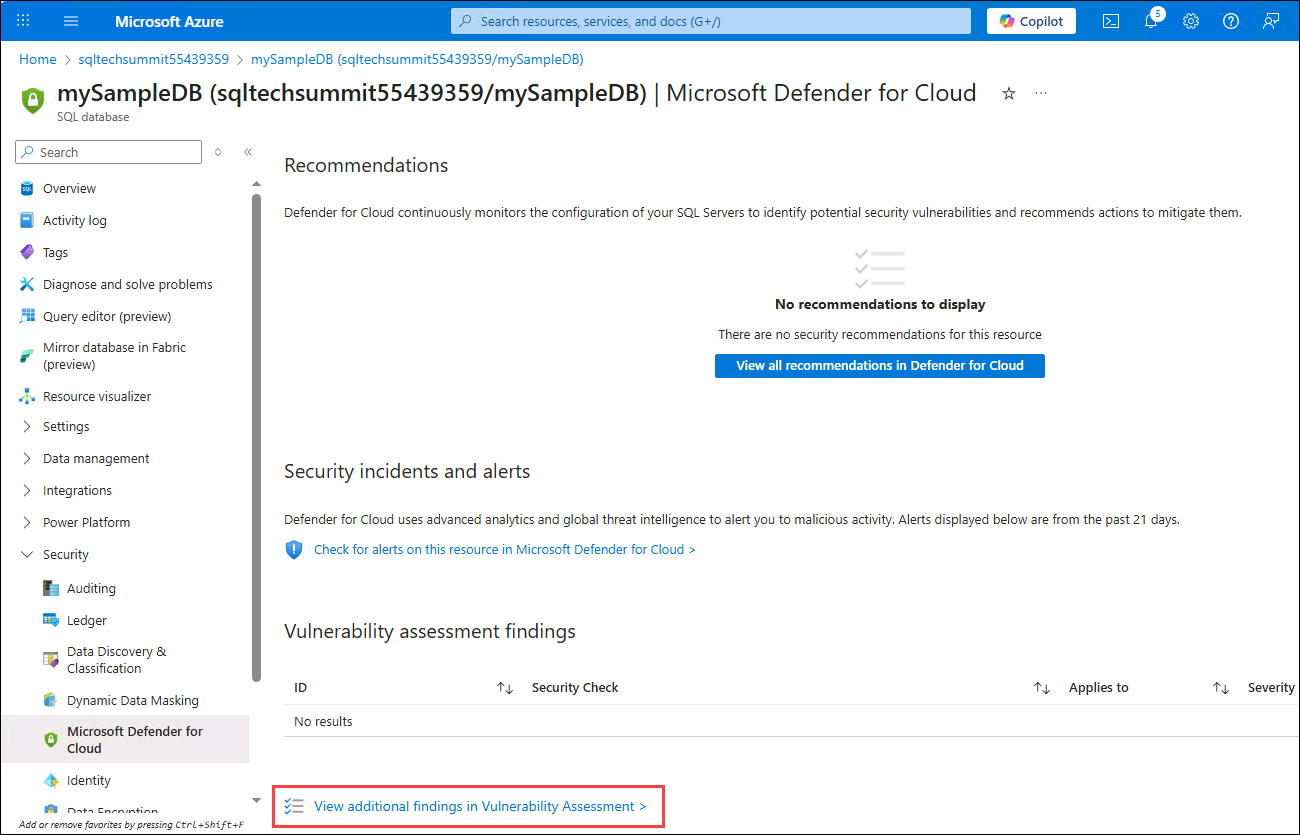 Microsoft Azure
Search resources, services, and docs (G+/)
Copilot
5
Home > sqltechsummit55439359 > mySampleDB (sqltechsummit55439359/mySampleDB)
mySampleDB (sqltechsummit55439359/mySampleDB) | Microsoft Defender for Cloud
SQL database
Search
Overview
Activity log
Tags
Diagnose and solve problems
Query editor (preview)
Mirror database in Fabric
(preview)
Resource visualizer
Settings
Data management
Integrations
Power Platform
Security
Auditing
Ledger
Data Discovery &
Classification
Dynamic Data Masking
Microsoft Defender for
Cloud
Identity
Data Encryption
Add or remove favorites by pressing Ctrl+Shift+F
Recommendations
Defender for Cloud continuously monitors the configuration of your SQL Servers to identify potential security vulnerabilities and recommends actions to mitigate them.
No recommendations to display
There are no security recommendations for this resource
View all recommendations in Defender for Cloud
Security incidents and alerts
Defender for Cloud uses advanced analytics and global threat intelligence to alert you to malicious activity. Alerts displayed below are from the past 21 days.
Check for alerts on this resource in Microsoft Defender for Cloud >
Vulnerability assessment findings
ID Security Check Applies to Severity
No results
View additional findings in Vulnerability Assessment >